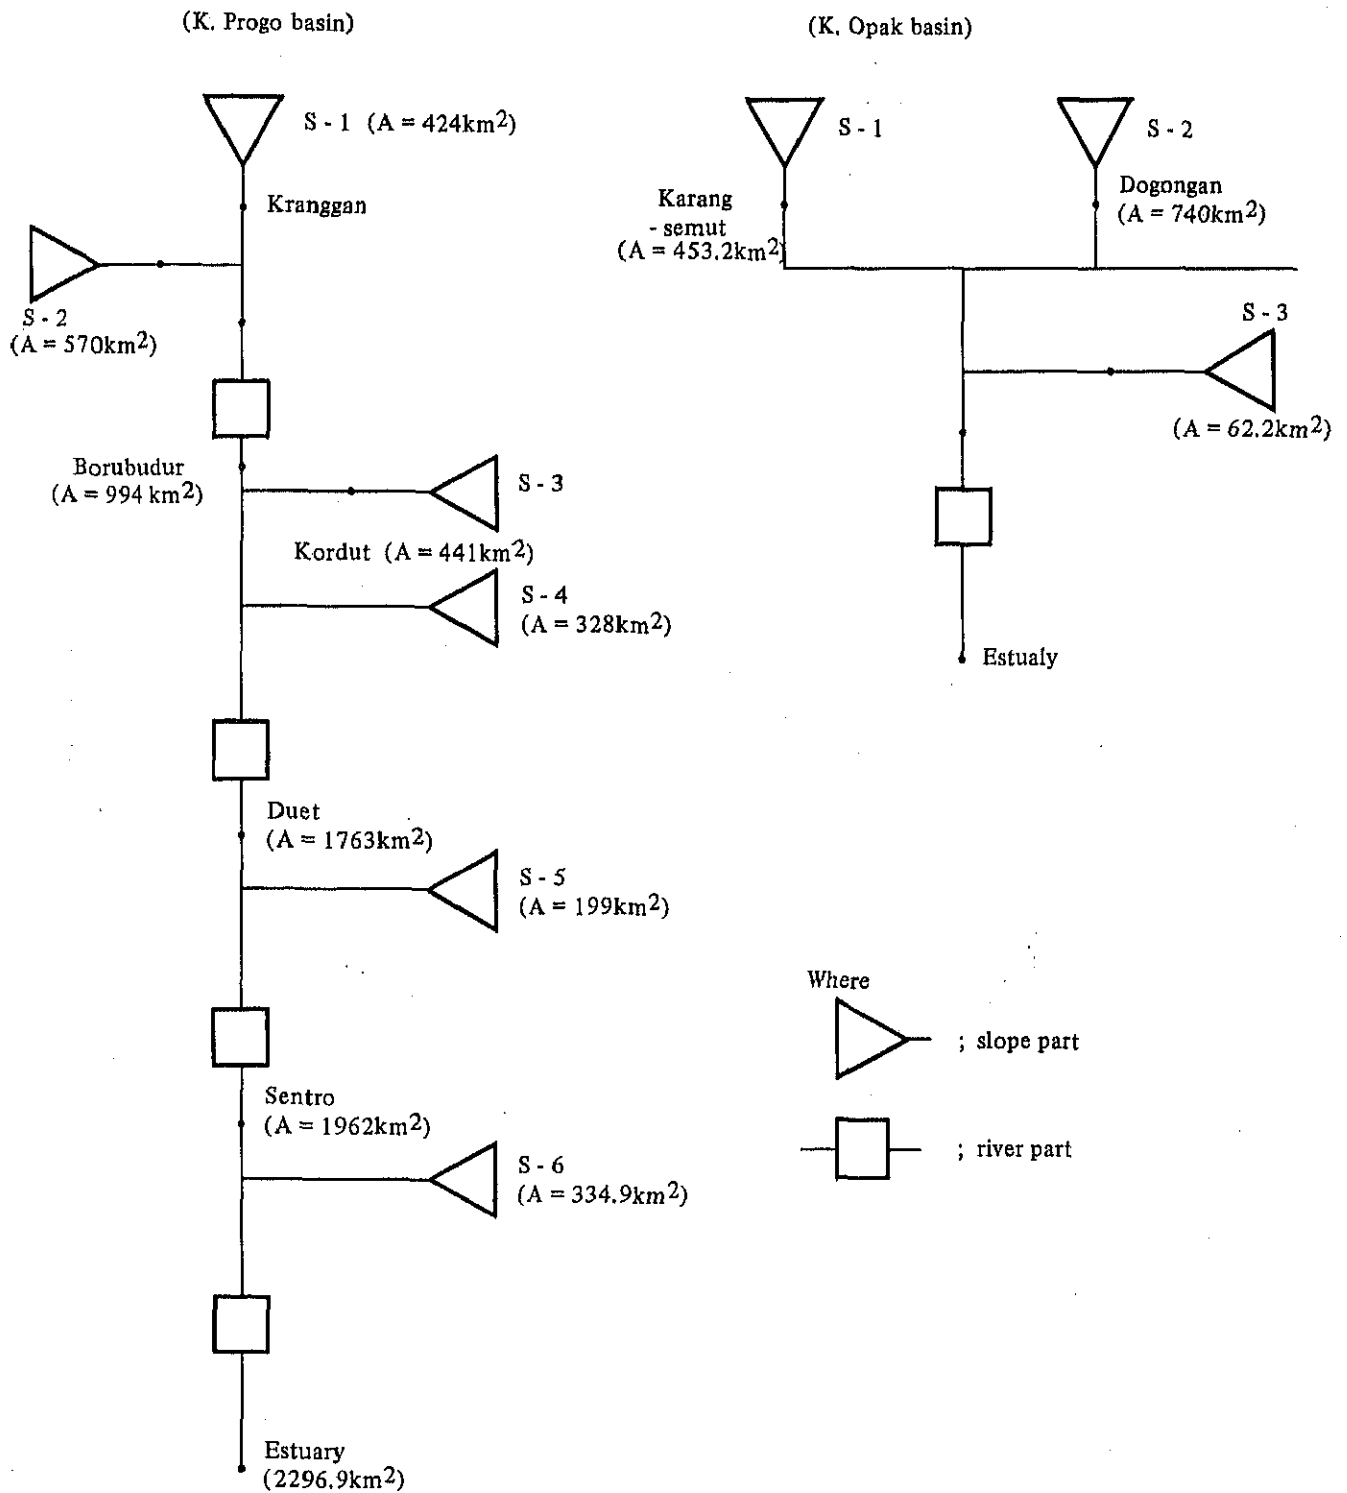 (K. Progo basin)
S - 1 (A = 424km²)
Kranggan
S - 2
(A = 570km²)
Borubudur
(A = 994 km²)
S - 3
Kordut (A = 441km²)
S - 4
(A = 328km²)
Duet
(A = 1763km²)
S - 5
(A = 199km²)
Sentro
(A = 1962km²)
S - 6
(A = 334.9km²)
Estuary
(2296.9km²)
(K. Opak basin)
S - 1
S - 2
Karang
- semut
(A = 453.2km²)
Dogongan
(A = 740km²)
S - 3
(A = 62.2km²)
Estualy
Where
; slope part
; river part